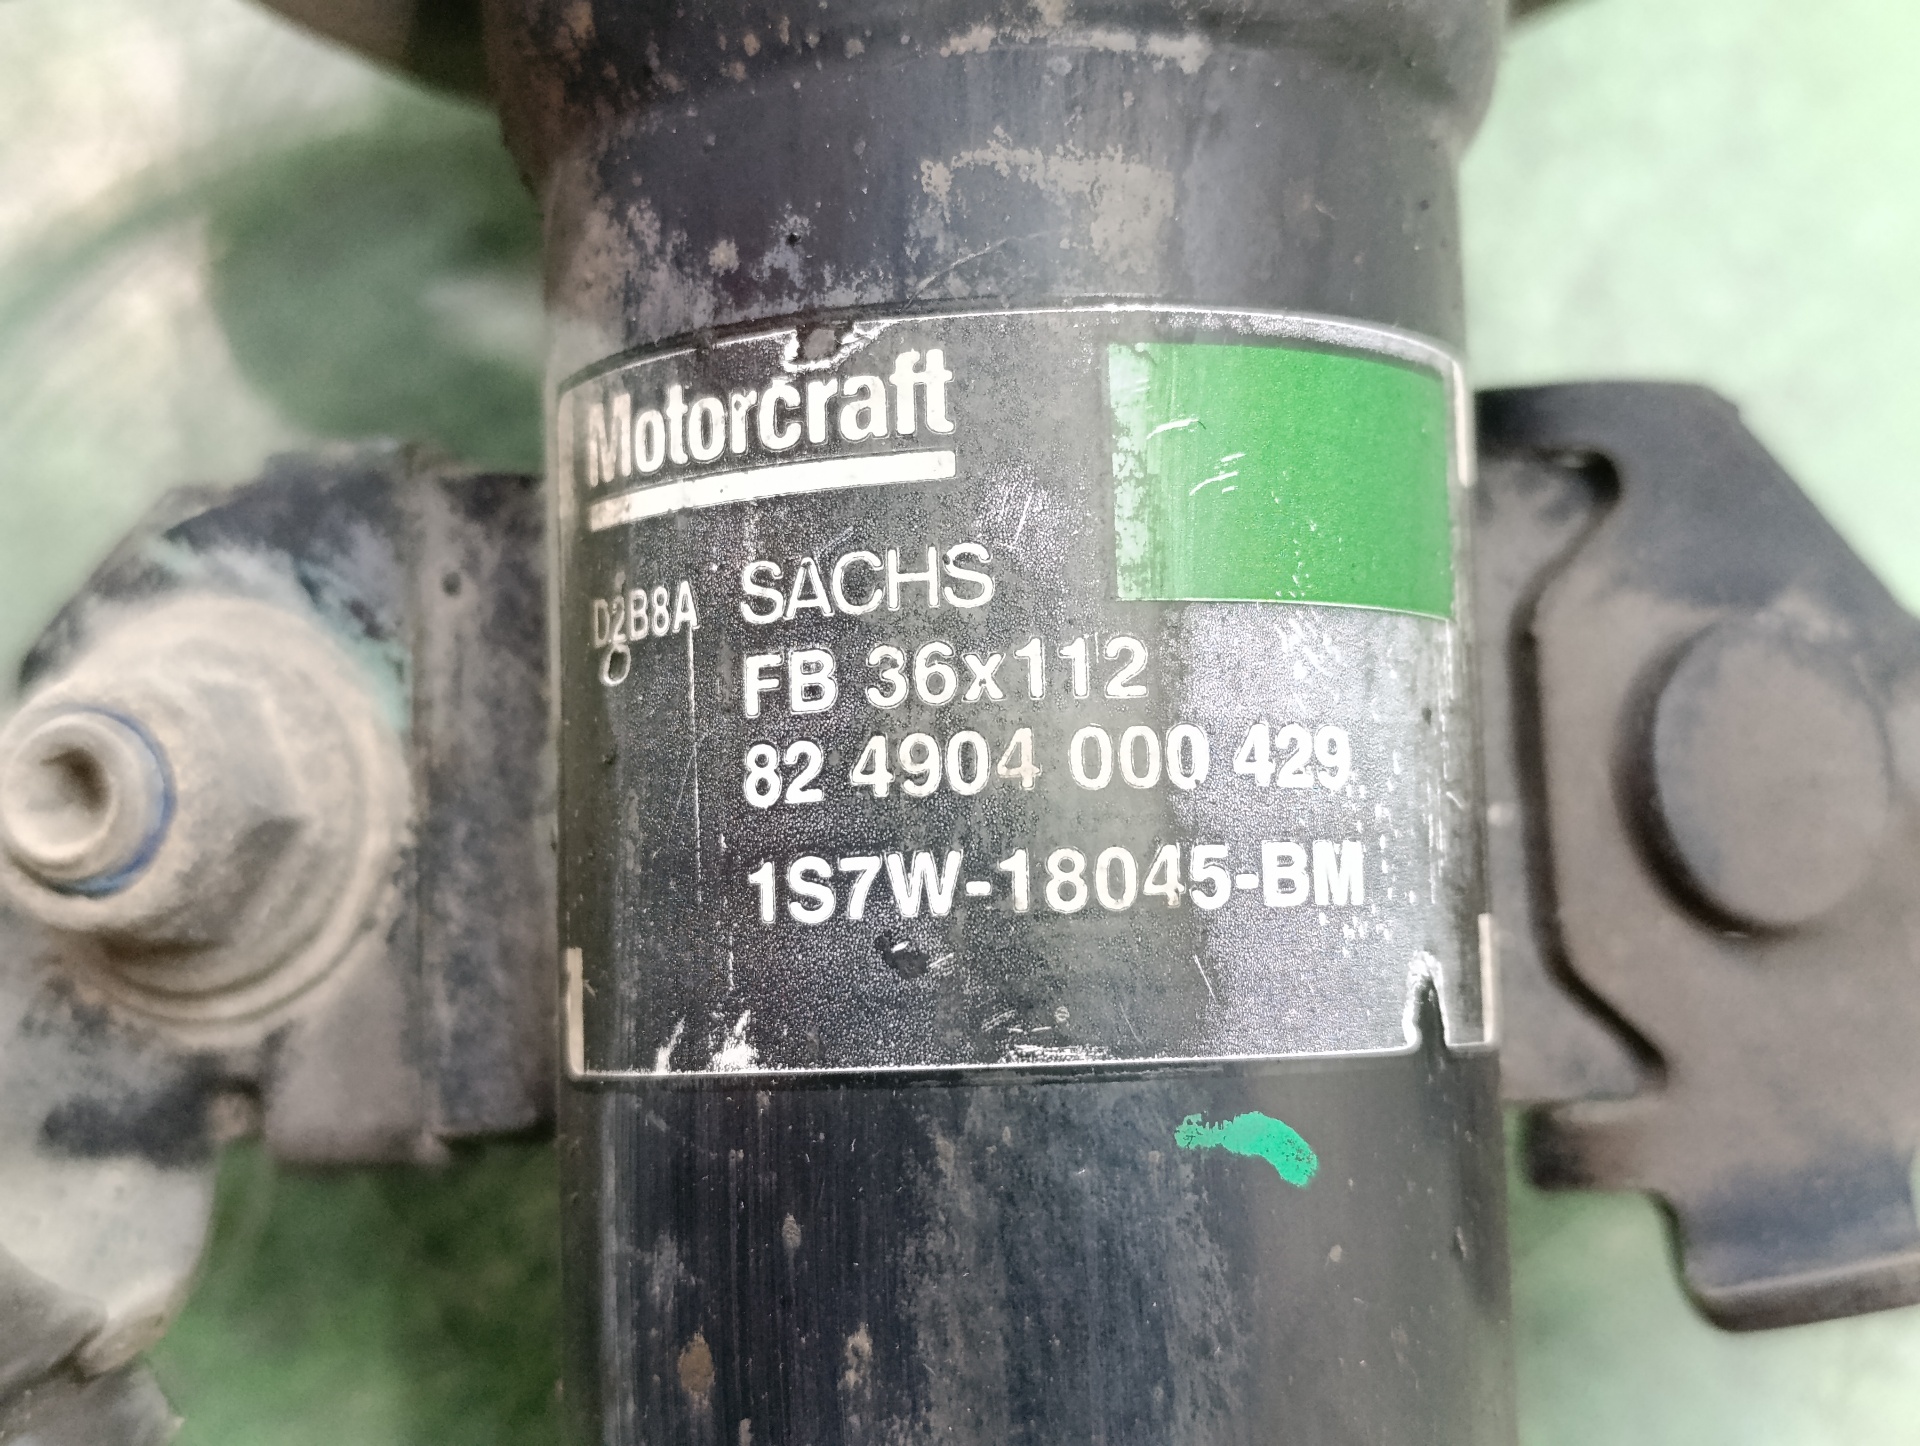 Motorcraft
D2B8A SACHS
FB 36x112
82 4904 000 429
1S7W-18045-BM